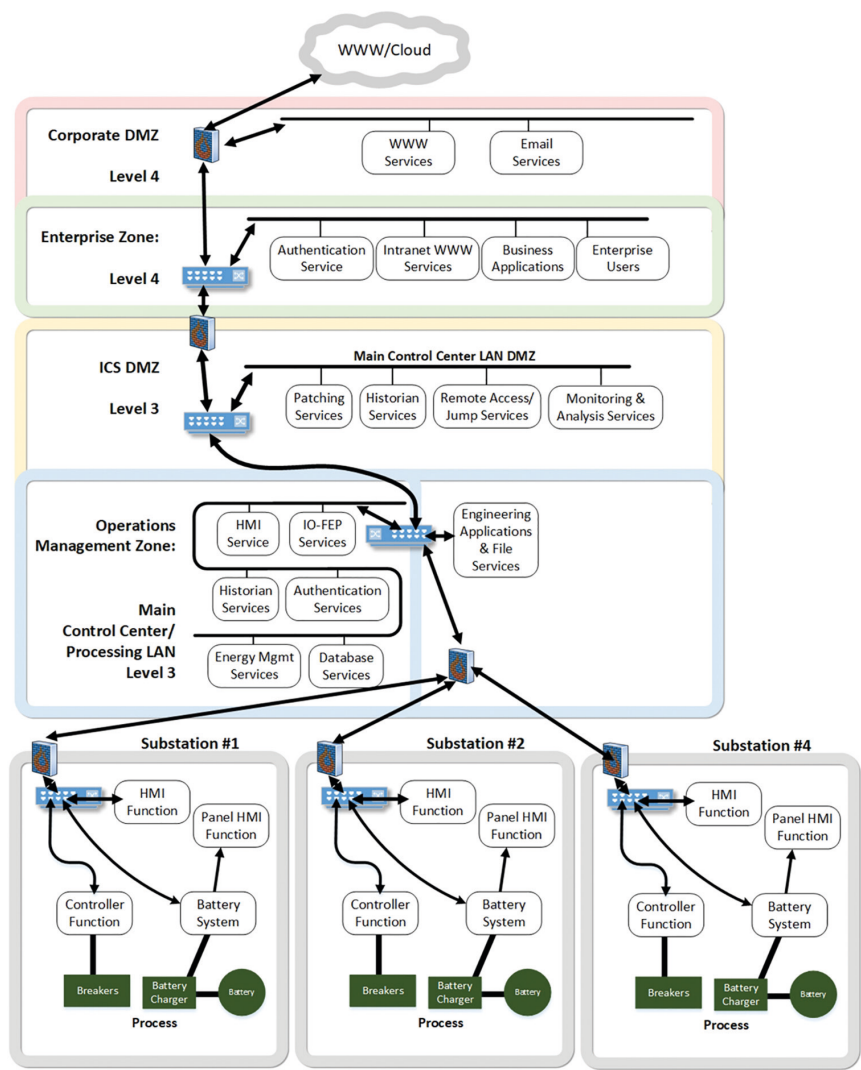 WWW/Cloud
Corporate DMZ
Level 4
WWW
Services
Email
Services
Enterprise Zone:
Level 4
Authentication
Service
Intranet WWW
Services
Business
Applications
Enterprise
Users
ICS DMZ
Level 3
Main Control Center LAN DMZ
Patching
Services
Historian
Services
Remote Access/
Jump Services
Monitoring &
Analysis Services
Operations
Management Zone:
HMI
Service
IO-FEP
Services
Engineering
Applications
& File
Services
Historian
Services
Authentication
Services
Main
Control Center/
Processing LAN
Level 3
Energy Mgmt
Services
Database
Services
Substation #1
HMI
Function
Panel HMI
Function
Controller
Function
Battery
System
Breakers
Battery
Charger
Battery
Process
Substation #2
HMI
Function
Panel HMI
Function
Controller
Function
Battery
System
Breakers
Battery
Charger
Battery
Process
Substation #4
HMI
Function
Panel HMI
Function
Controller
Function
Battery
System
Breakers
Battery
Charger
Battery
Process